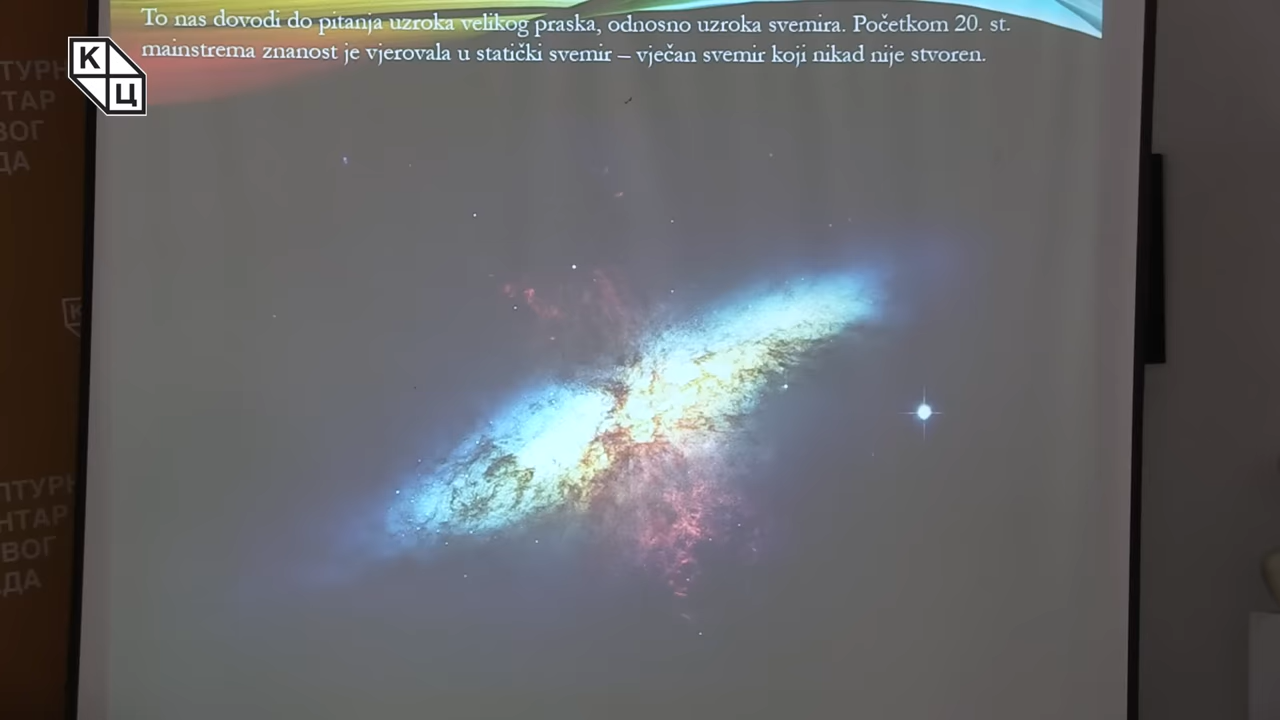 To nas dovodi do pitanja uzroka velikog praska, odnosno uzroka svemira. Početkom 20. st.
mainstrema znanost je vjerovala u statički svemir – vječan svemir koji nikad nije stvoren.
К
Ц